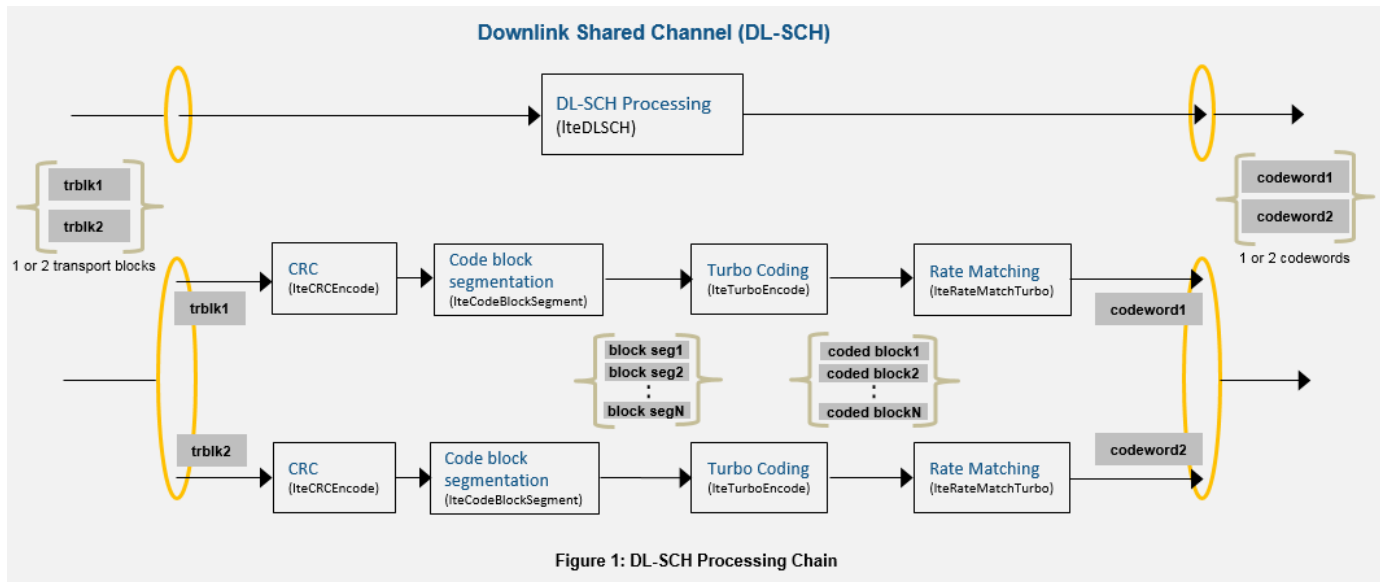 Downlink Shared Channel (DL-SCH)
DL-SCH Processing
(lteDLSCH)
trblk1
trblk2
1 or 2 transport blocks
codeword1
codeword2
1 or 2 codewords
trblk1
CRC
(lteCRCEncode)
Code block
segmentation
(lteCodeBlockSegment)
Turbo Coding
(lteTurboEncode)
Rate Matching
(lteRateMatchTurbo)
codeword1
block seg1
block seg2
:
block segN
coded block1
coded block2
:
coded blockN
trblk2
CRC
(lteCRCEncode)
Code block
segmentation
(lteCodeBlockSegment)
Turbo Coding
(lteTurboEncode)
Rate Matching
(lteRateMatchTurbo)
codeword2
Figure 1: DL-SCH Processing Chain